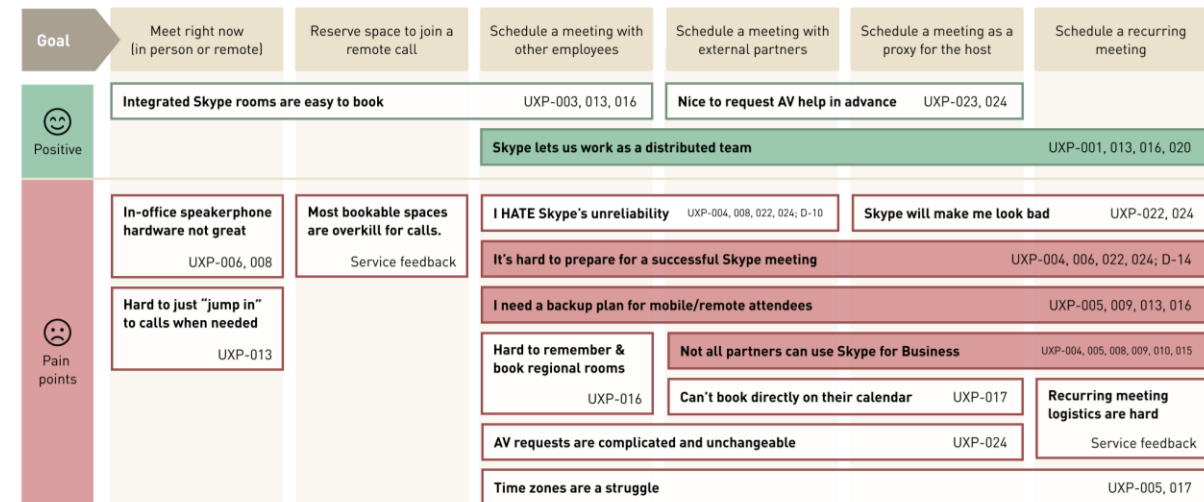 Goal
Meet right now
(in person or remote)
Reserve space to join a
remote call
Schedule a meeting with
other employees
Schedule a meeting with
external partners
Schedule a meeting as a
proxy for the host
Schedule a recurring
meeting
Positive
Integrated Skype rooms are easy to book UXP-003, 013, 016
Nice to request AV help in advance UXP-023, 024
Skype lets us work as a distributed team UXP-001, 013, 016, 020
Pain
points
In-office speakerphone
hardware not great
UXP-006, 008
Most bookable spaces
are overkill for calls.
Service feedback
I HATE Skype's unreliability UXP-004, 008, 022, 024; D-10
Skype will make me look bad UXP-022, 024
It's hard to prepare for a successful Skype meeting UXP-004, 006, 022, 024; D-14
Hard to just “jump in”
to calls when needed
UXP-013
I need a backup plan for mobile/remote attendees UXP-005, 009, 013, 016
Hard to remember &
book regional rooms
UXP-016
Not all partners can use Skype for Business UXP-004, 005, 008, 009, 010, 015
Can't book directly on their calendar UXP-017
Recurring meeting
logistics are hard
Service feedback
AV requests are complicated and unchangeable UXP-024
Time zones are a struggle UXP-005, 017